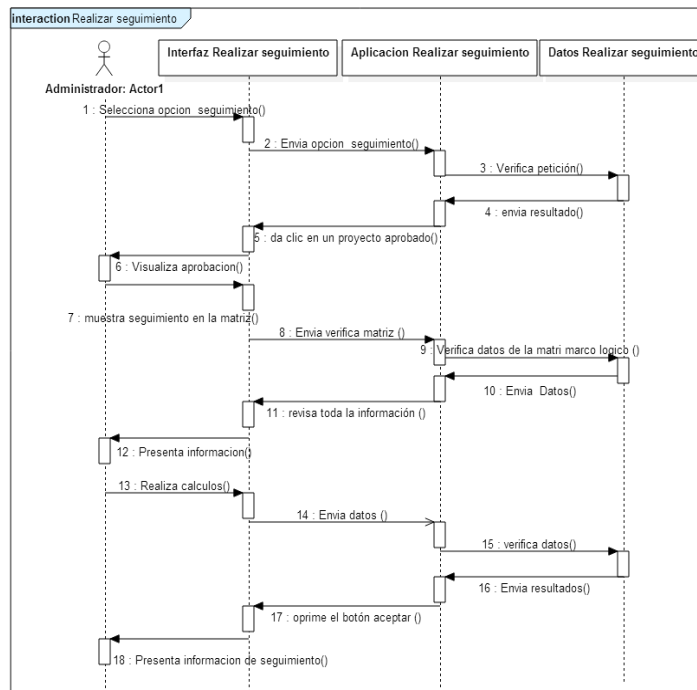 interaction Realizar seguimiento
Interfaz Realizar seguimiento
Aplicacion Realizar seguimiento
Datos Realizar seguimiento
Administrador: Actor1
1 : Selecciona opcion seguimiento()
2 : Envia opcion seguimiento()
3 : Verifica petición()
4 : envia resultado()
5 : da clic en un proyecto aprobado()
6 : Visualiza aprobacion()
7 : muestra seguimiento en la matriz()
8 : Envia verifica matriz ()
9 : Verifica datos de la matri marco logico ()
10 : Envia Datos()
11 : revisa toda la información ()
12 : Presenta informacion()
13 : Realiza calculos()
14 : Envia datos ()
15 : verifica datos()
16 : Envia resultados()
17 : oprime el botón aceptar ()
18 : Presenta informacion de seguimiento()